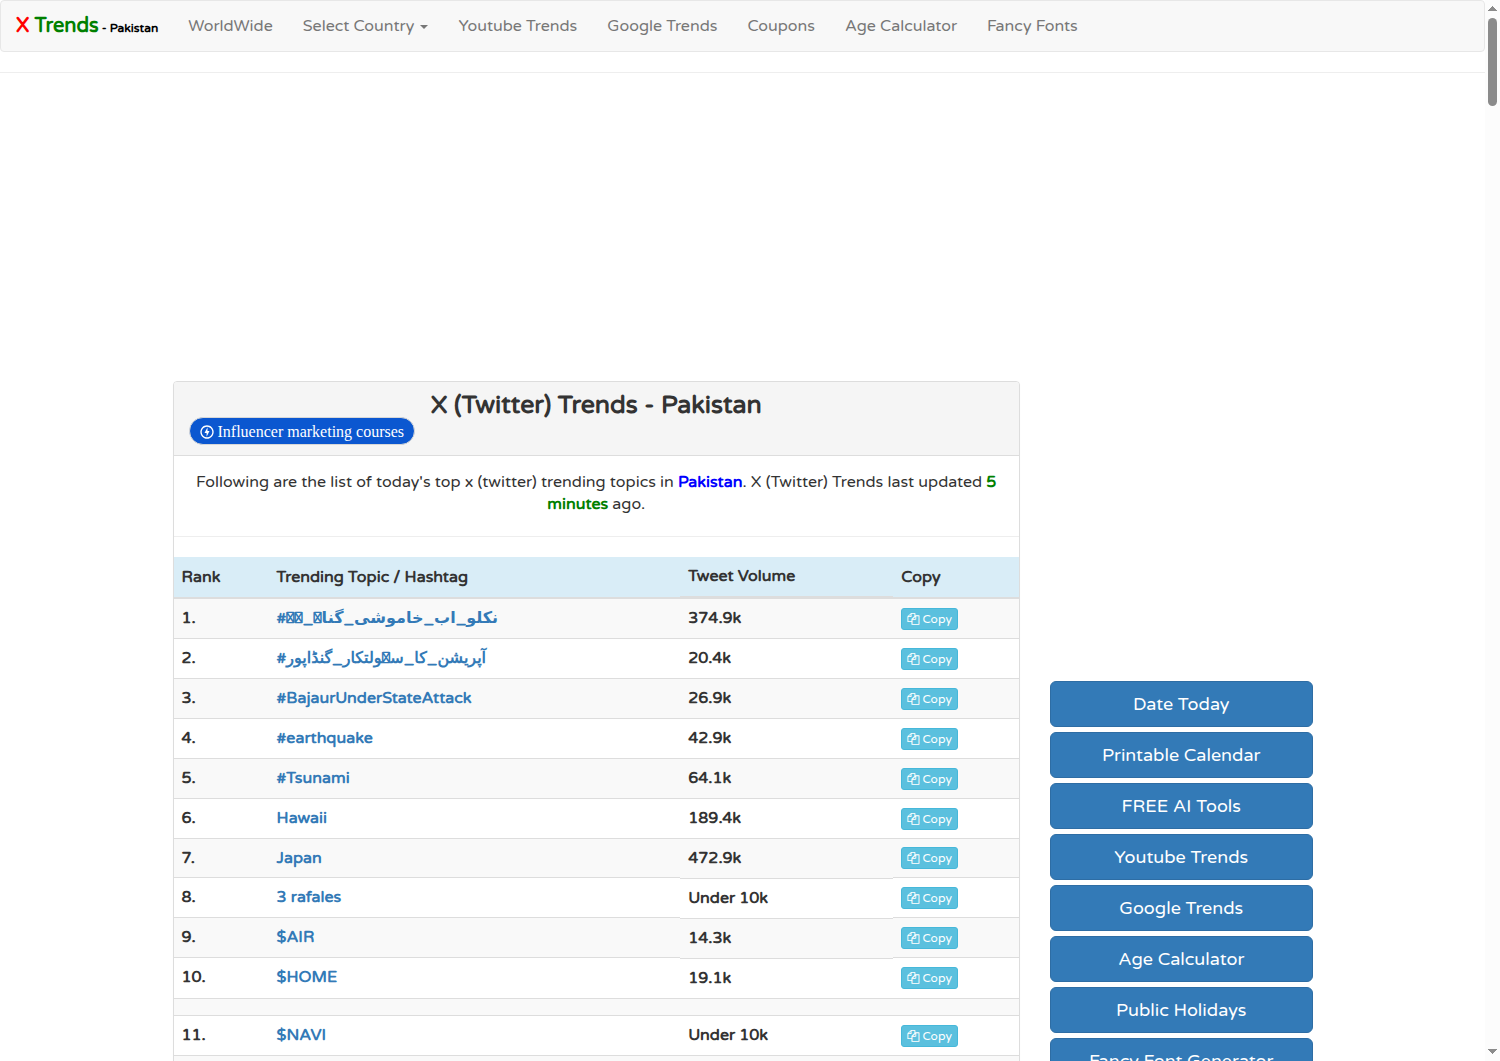 X Trends - Pakistan WorldWide Select Country Youtube Trends Google Trends Coupons Age Calculator Fancy Fonts
X (Twitter) Trends - Pakistan
Influencer marketing courses
Following are the list of today's top x (twitter) trending topics in Pakistan. X (Twitter) Trends last updated 5
minutes ago.
Rank Trending Topic / Hashtag Tweet Volume Copy
1. 374.9k Copy
2. 20.4k Copy
3. #BajaurUnderStateAttack 26.9k Copy
4. #earthquake 42.9k Copy
5. #Tsunami 64.1k Copy
6. Hawaii 189.4k Copy
7. Japan 472.9k Copy
8. 3 rafales Under 10k Copy
9. $AIR 14.3k Copy
10. $HOME 19.1k Copy
11. $NAVI Under 10k Copy
Date Today
Printable Calendar
FREE AI Tools
Youtube Trends
Google Trends
Age Calculator
Public Holidays
Fancy Font Generator